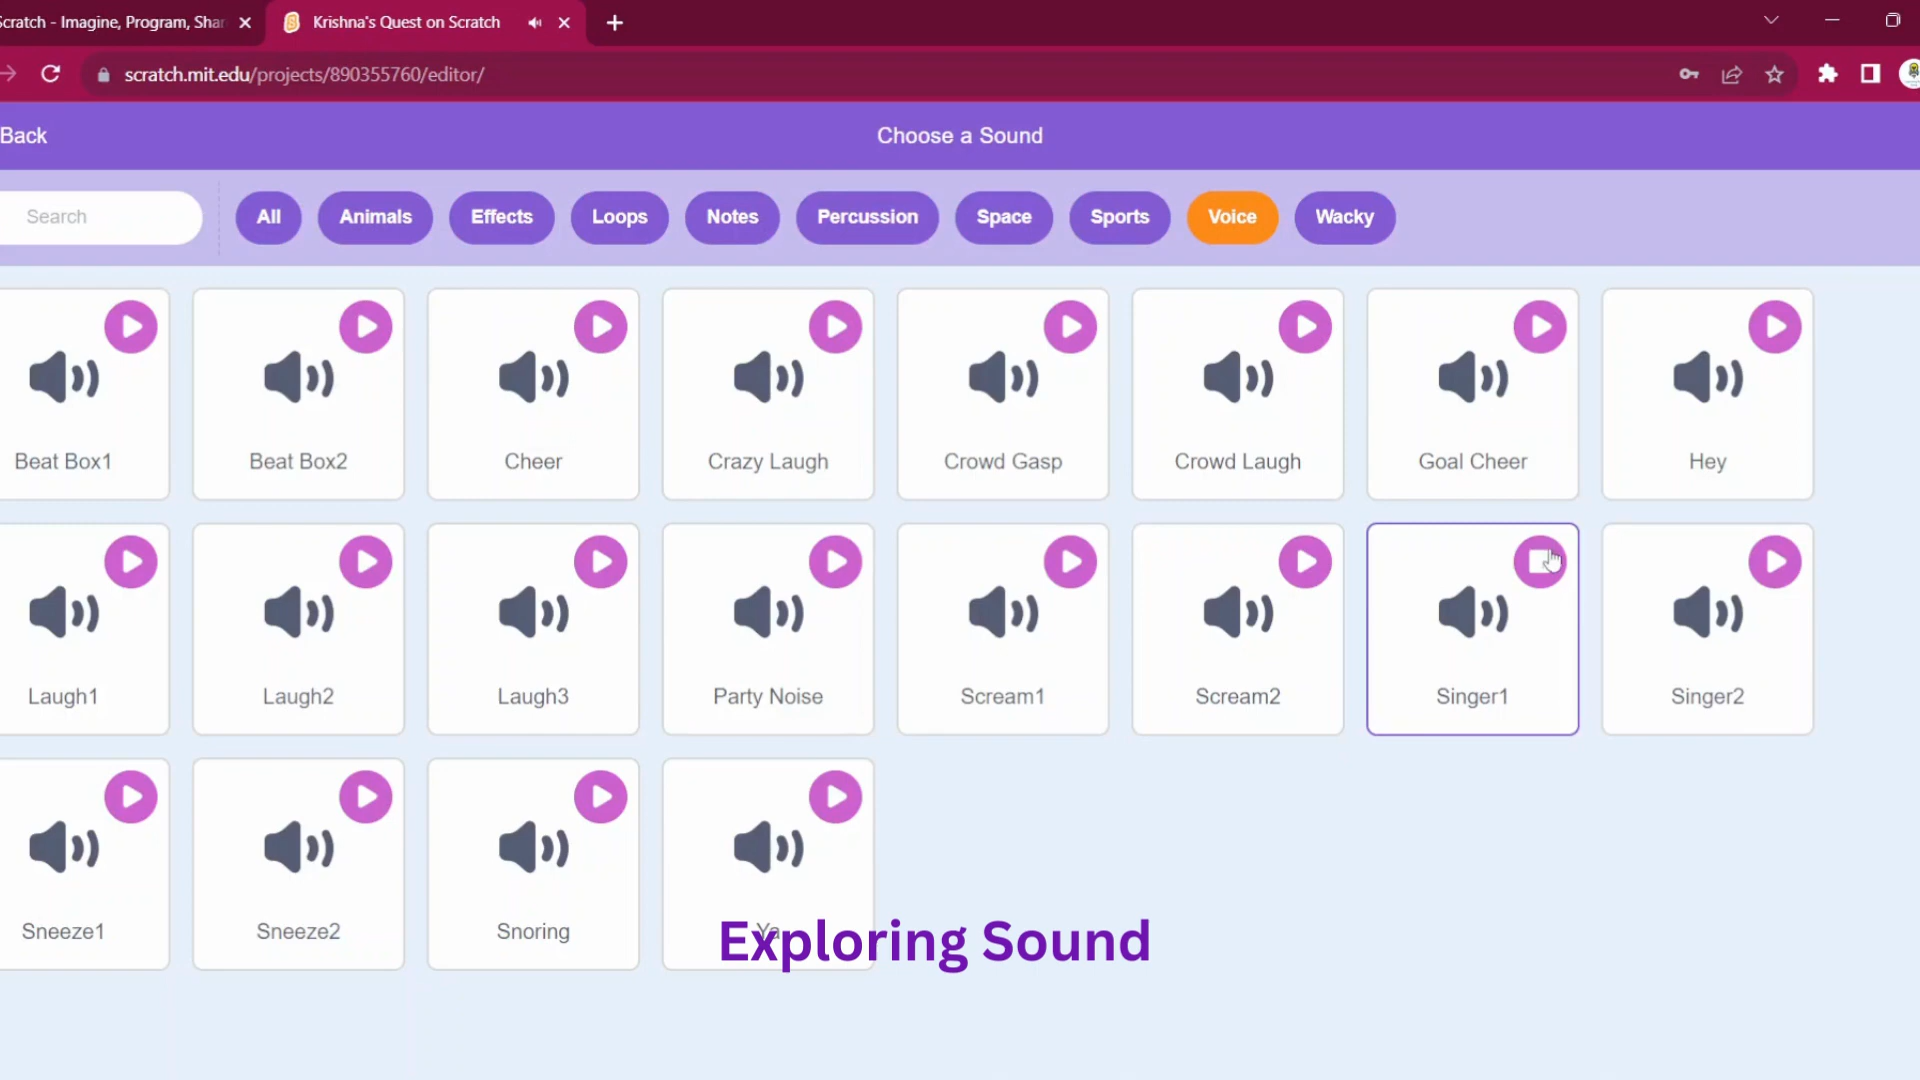 Scratch - Imagine, Program, Shar
Krishna's Quest on Scratch
scratch.mit.edu/projects/890355760/editor/
Back
Choose a Sound
Search
All
Animals
Effects
Loops
Notes
Percussion
Space
Sports
Voice
Wacky
Beat Box1
Beat Box2
Cheer
Crazy Laugh
Crowd Gasp
Crowd Laugh
Goal Cheer
Hey
Laugh1
Laugh2
Laugh3
Party Noise
Scream1
Scream2
Singer1
Singer2
Sneeze1
Sneeze2
Snoring
Ya
Exploring Sound